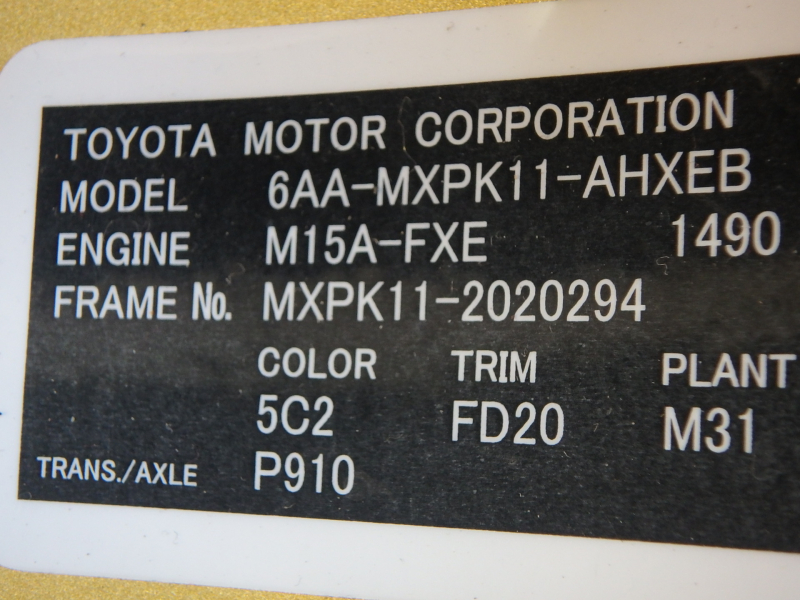 TOYOTA MOTOR CORPORATION
MODEL 6AA-MXPK11-AHXEB
ENGINE M15A-FXE 1490
FRAME No. MXPK11-2020294
COLOR TRIM PLANT
5C2 FD20 M31
TRANS./AXLE P910